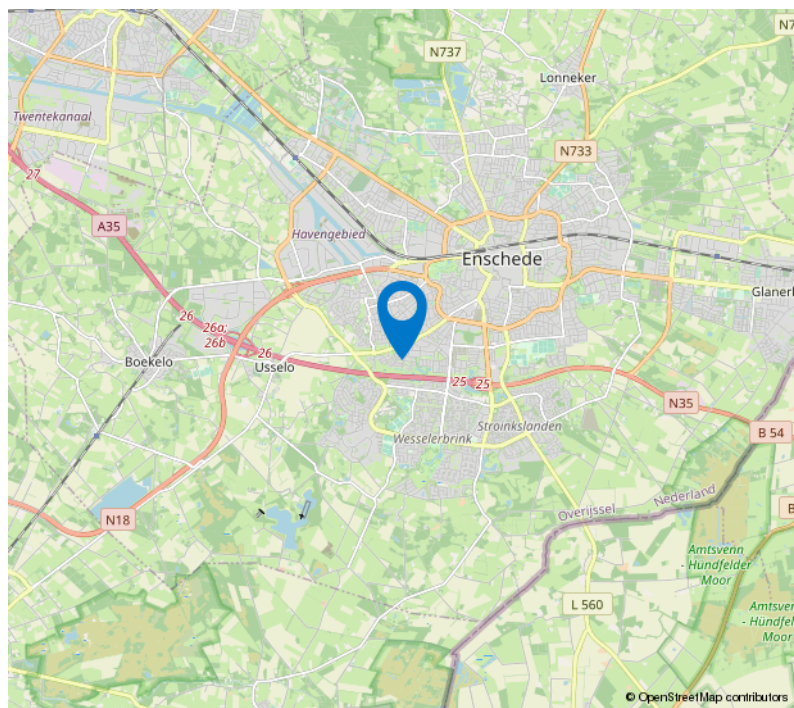 N737
N7
Lonneker
Twentekanaal
N733
27
A35
Havengebied
Enschede
Glanerb
26
26a;
26b
26
Boekelo
Usselo
25
25
N35
Wesselerbrink
Stroinkslanden
B 54
Nederland
Overijssel
N18
B
Amtsvenn
- Hündfelder
Moor
L 560
Amtsven
- Hündfel
Moor
© OpenStreetMap contributors